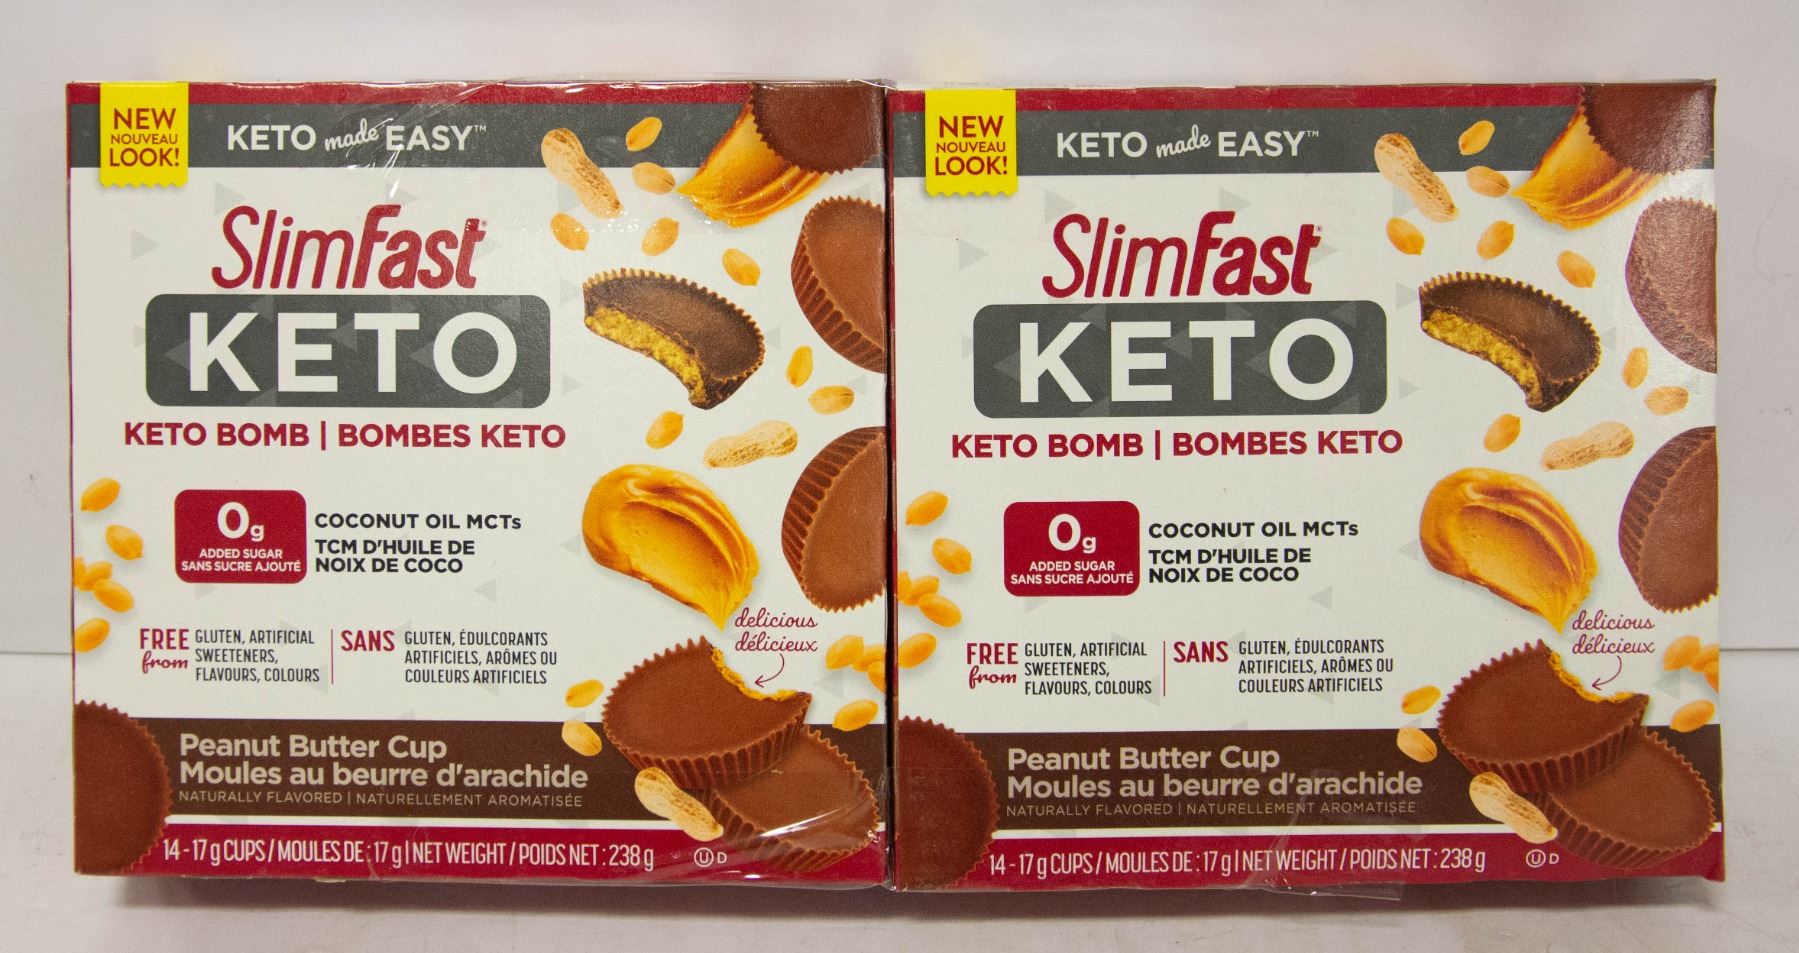 NEW
NOUVEAU
LOOK!
KETO made EASY™
SlimFast®
KETO
KETO BOMB | BOMBES KETO
0g
ADDED SUGAR
SANS SUCRE AJOUTÉ
COCONUT OIL MCTs
TCM D'HUILE DE
NOIX DE COCO
FREE from
GLUTEN, ARTIFICIAL
SWEETENERS,
FLAVOURS, COLOURS
SANS
GLUTEN, ÉDULCORANTS
ARTIFICIELS, ARÔMES OU
COULEURS ARTIFICIELS
delicious
délicieux
Peanut Butter Cup
Moules au beurre d'arachide
NATURALLY FLAVORED | NATURELLEMENT AROMATISÉE
14-17 g CUPS / MOULES DE : 17 g | NET WEIGHT / POIDS NET : 238 g
U D
NEW
NOUVEAU
LOOK!
KETO made EASY™
SlimFast®
KETO
KETO BOMB | BOMBES KETO
0g
ADDED SUGAR
SANS SUCRE AJOUTÉ
COCONUT OIL MCTs
TCM D'HUILE DE
NOIX DE COCO
FREE from
GLUTEN, ARTIFICIAL
SWEETENERS,
FLAVOURS, COLOURS
SANS
GLUTEN, ÉDULCORANTS
ARTIFICIELS, ARÔMES OU
COULEURS ARTIFICIELS
delicious
délicieux
Peanut Butter Cup
Moules au beurre d'arachide
NATURALLY FLAVORED | NATURELLEMENT AROMATISÉE
14-17 g CUPS / MOULES DE : 17 g | NET WEIGHT / POIDS NET : 238 g
U D